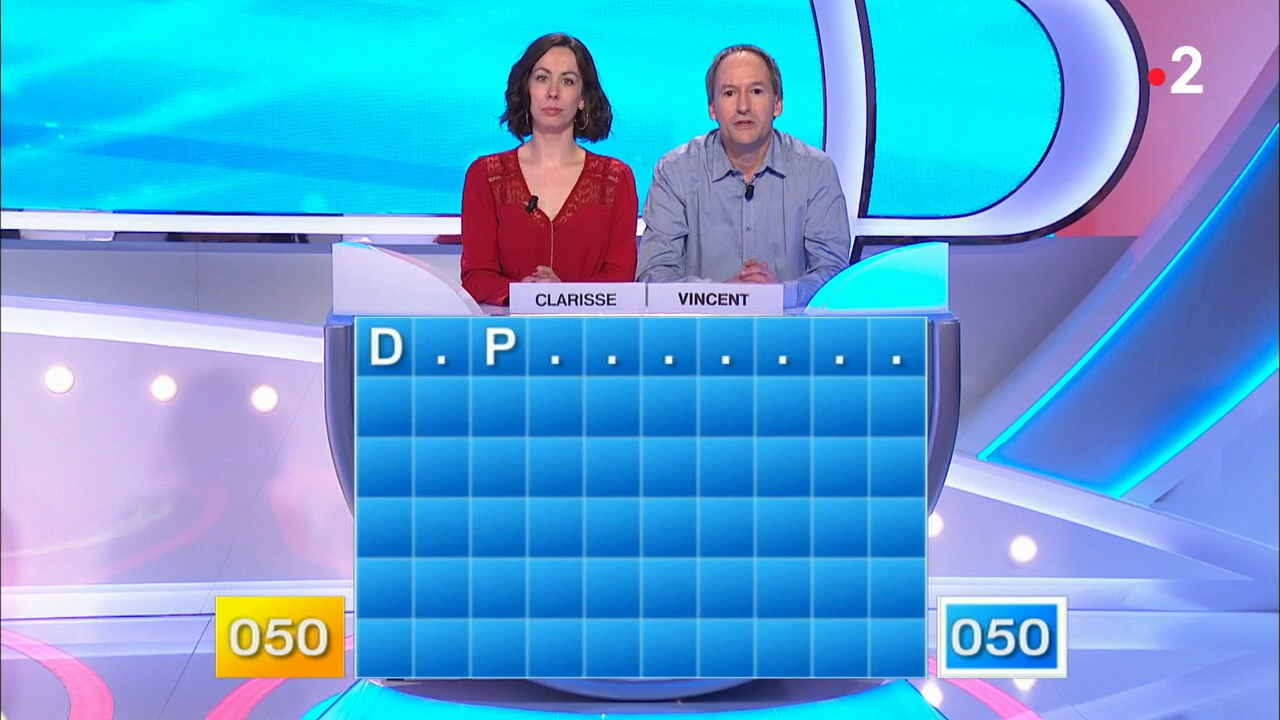 2
CLARISSE VINCENT
D . P . . . . . . .
050 050